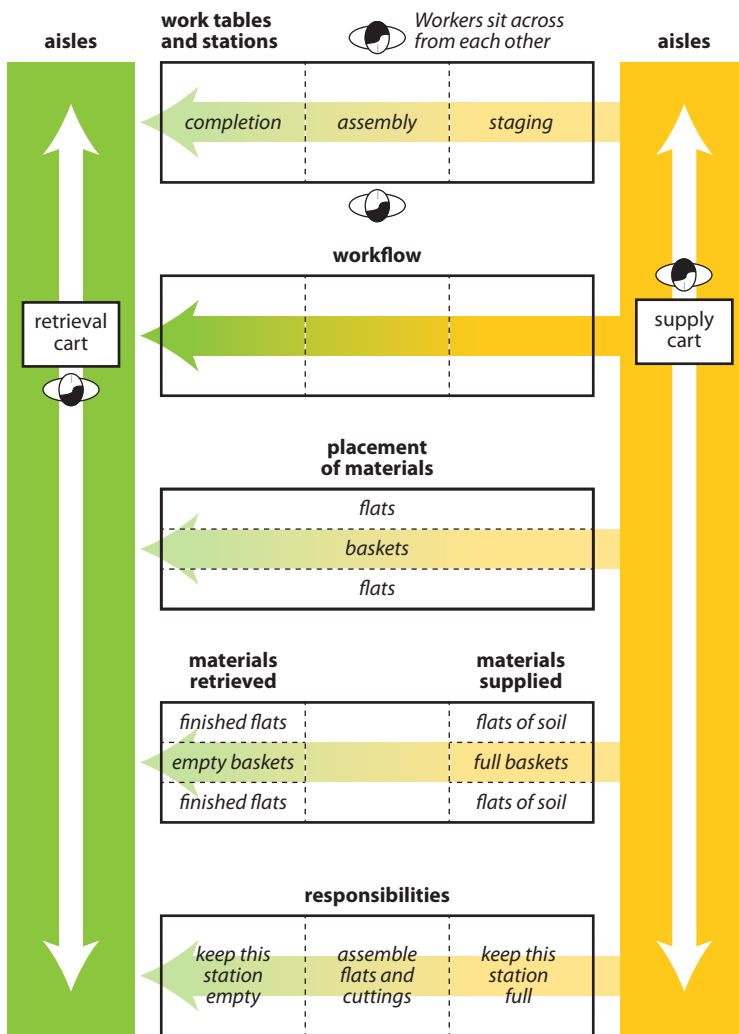 work tables
and stations
Workers sit across
from each other
aisles
aisles
completion
assembly
staging
workflow
retrieval
cart
supply
cart
placement
of materials
flats
baskets
flats
materials
retrieved
materials
supplied
finished flats
flats of soil
empty baskets
full baskets
finished flats
flats of soil
responsibilities
keep this
station
empty
assemble
flats and
cuttings
keep this
station
full